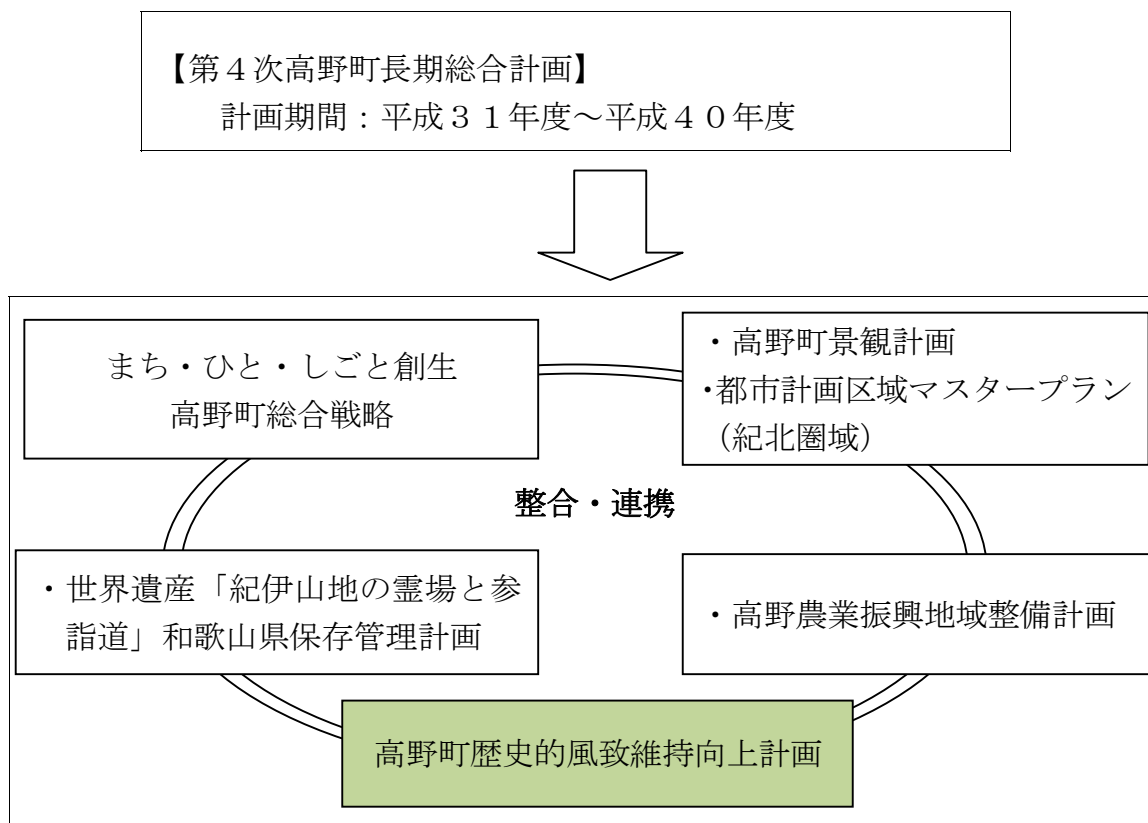 【第４次高野町長期総合計画】
計画期間：平成３１年度～平成４０年度
まち・ひと・しごと創生
高野町総合戦略
・高野町景観計画
・都市計画区域マスタープラン
（紀北圏域）
整合・連携
・世界遺産「紀伊山地の霊場と参
詣道」和歌山県保存管理計画
・高野農業振興地域整備計画
高野町歴史的風致維持向上計画